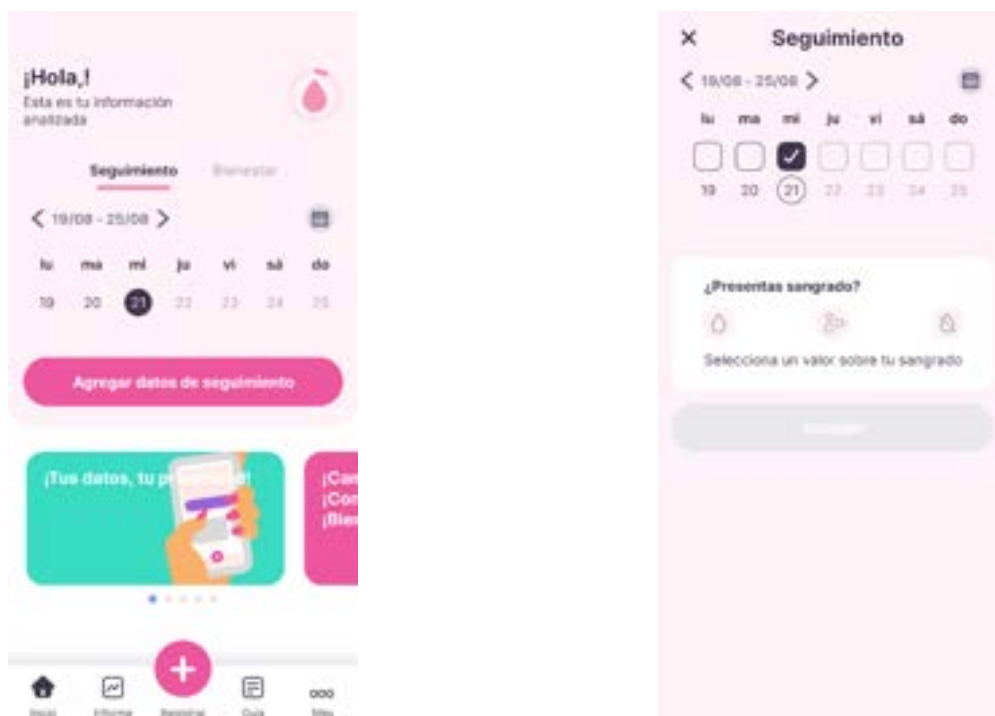 ¡Hola,!
Esta es tu información
analizada
Seguimiento Bienestar
19/08 - 25/08
lu ma mi ju vi sá do
19 20 21 22 23 24 25
Agregar datos de seguimiento
¡Tus datos, tu
Inicio Informe Registrar Guía Más
Seguimiento
19/08 - 25/08
lu ma mi ju vi sá do
19 20 21 22 23 24 25
¿Presentas sangrado?
Selecciona un valor sobre tu sangrado